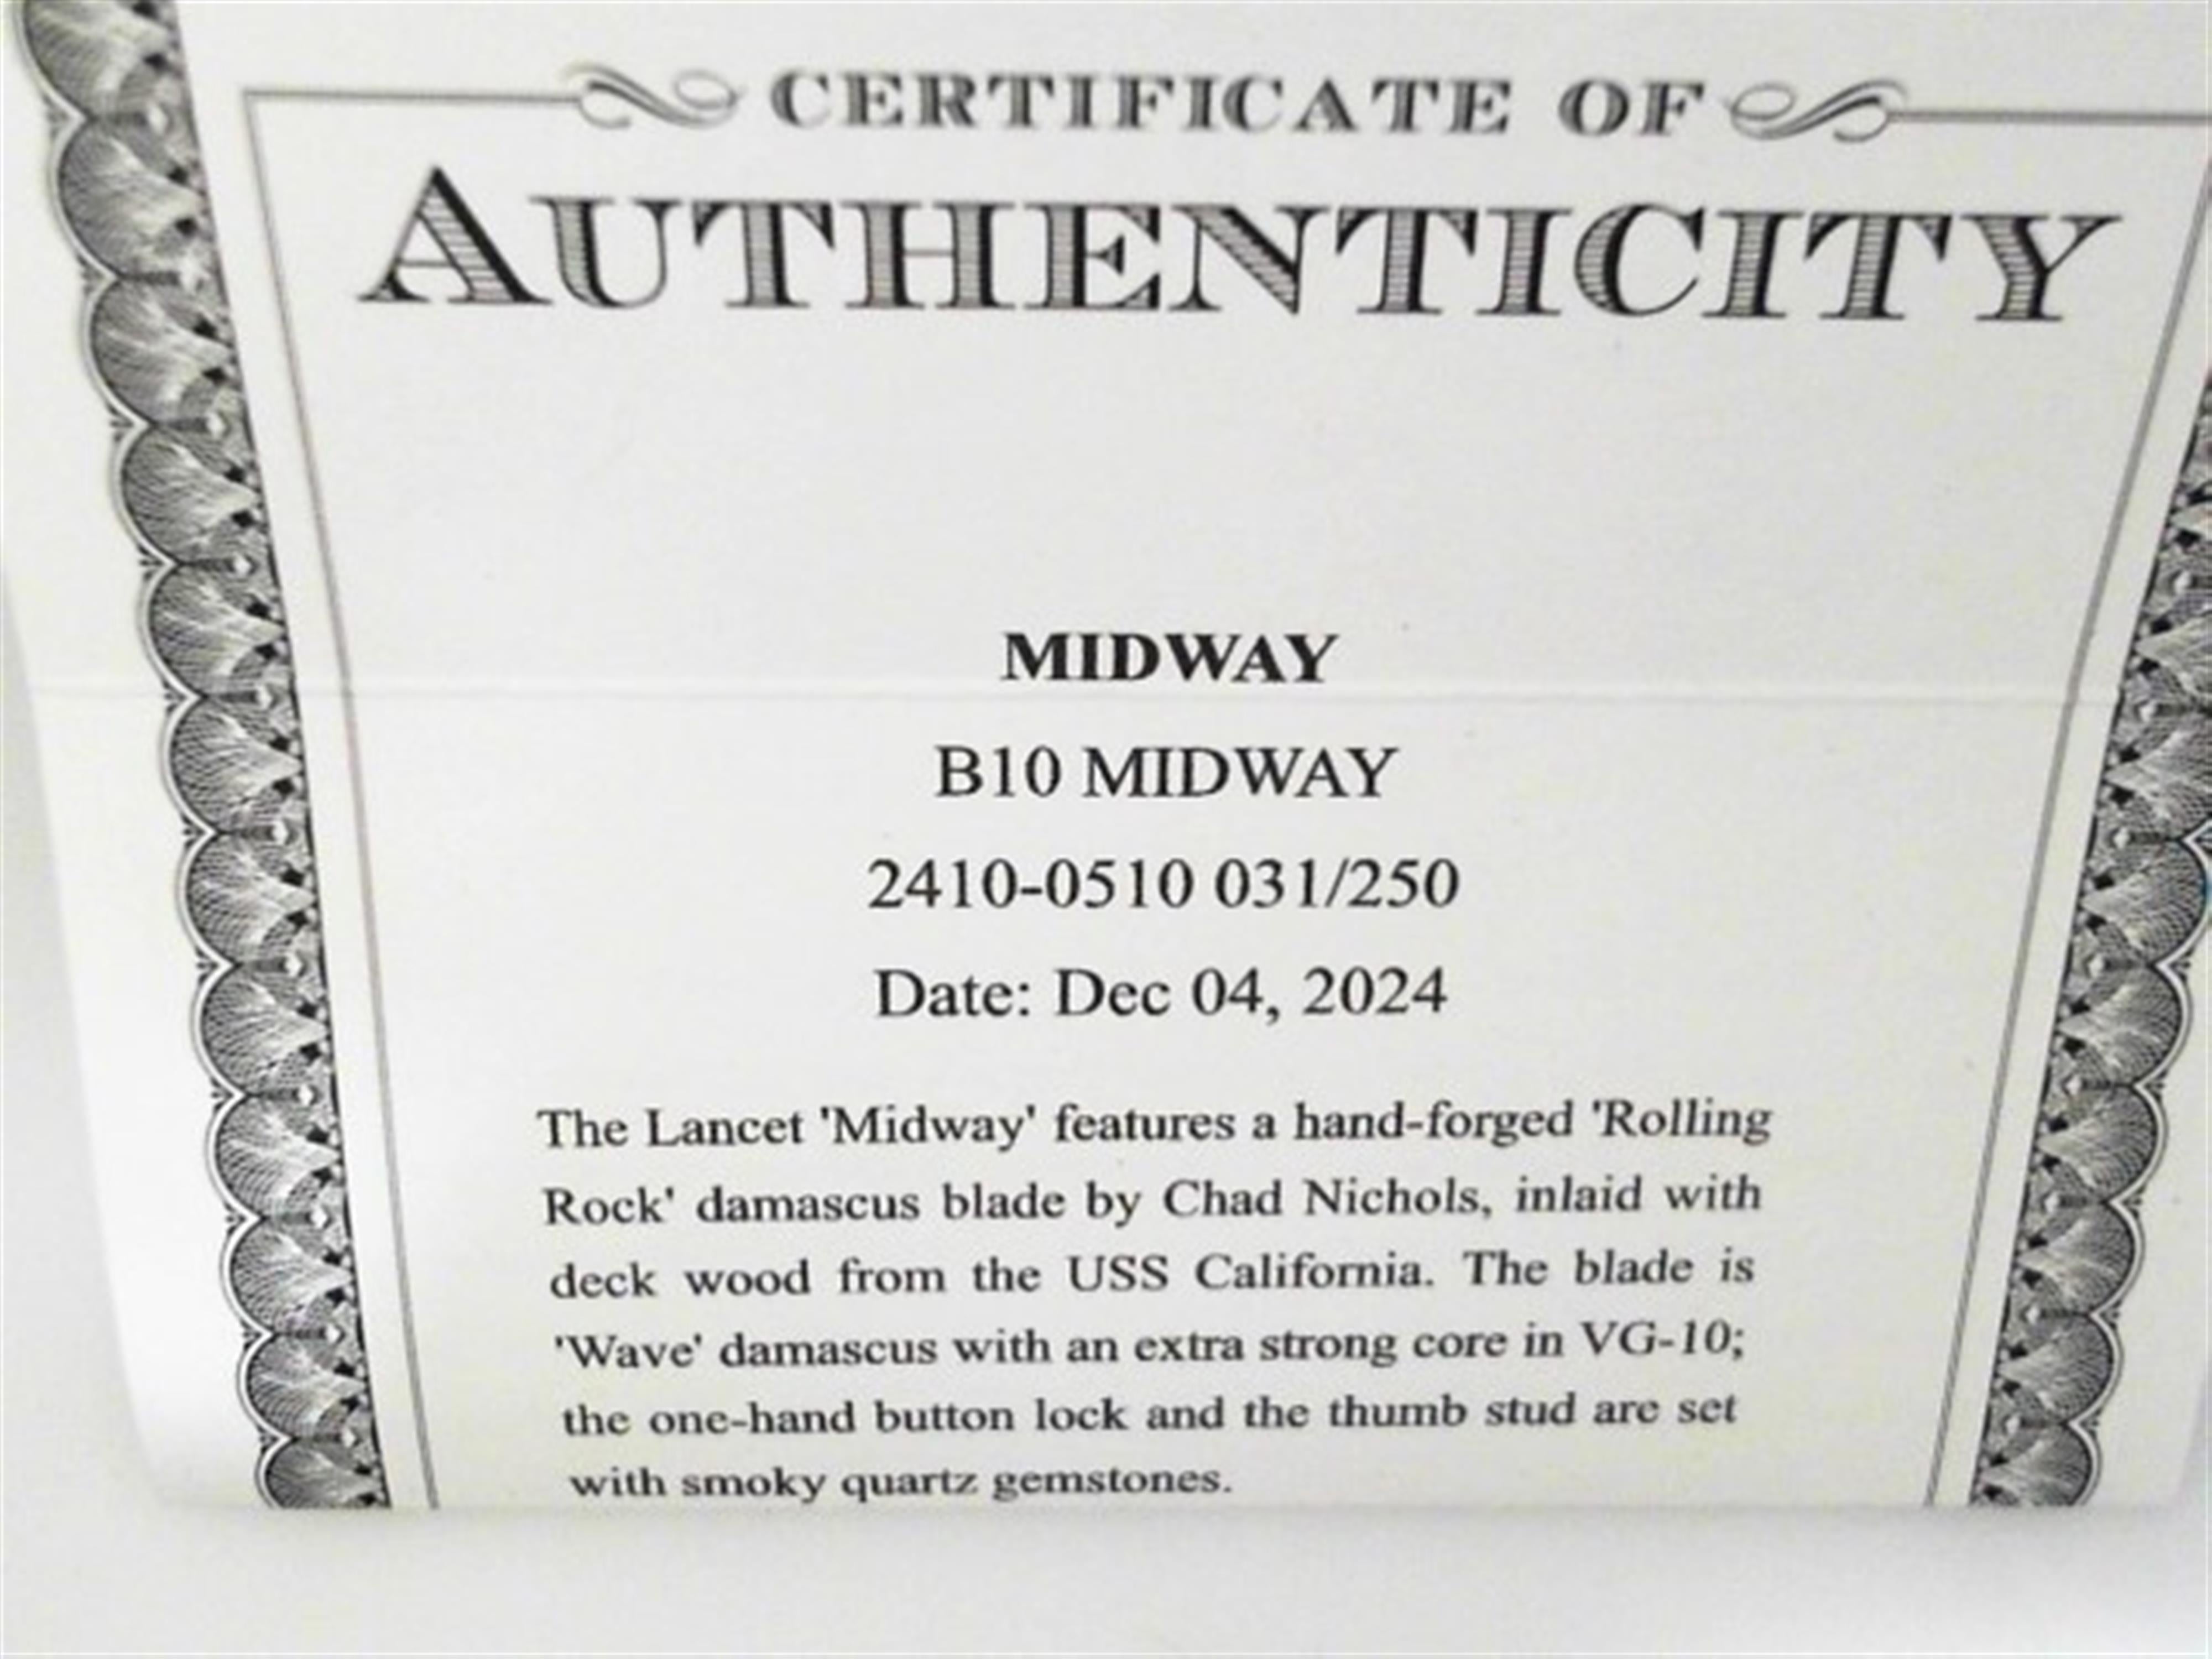 CERTIFICATE OF
AUTHENTICITY
MIDWAY
B10 MIDWAY
2410-0510 031/250
Date: Dec 04, 2024
The Lancet 'Midway' features a hand-forged 'Rolling
Rock' damascus blade by Chad Nichols, inlaid with
deck wood from the USS California. The blade is
'Wave' damascus with an extra strong core in VG-10;
the one-hand button lock and the thumb stud are set
with smoky quartz gemstones.